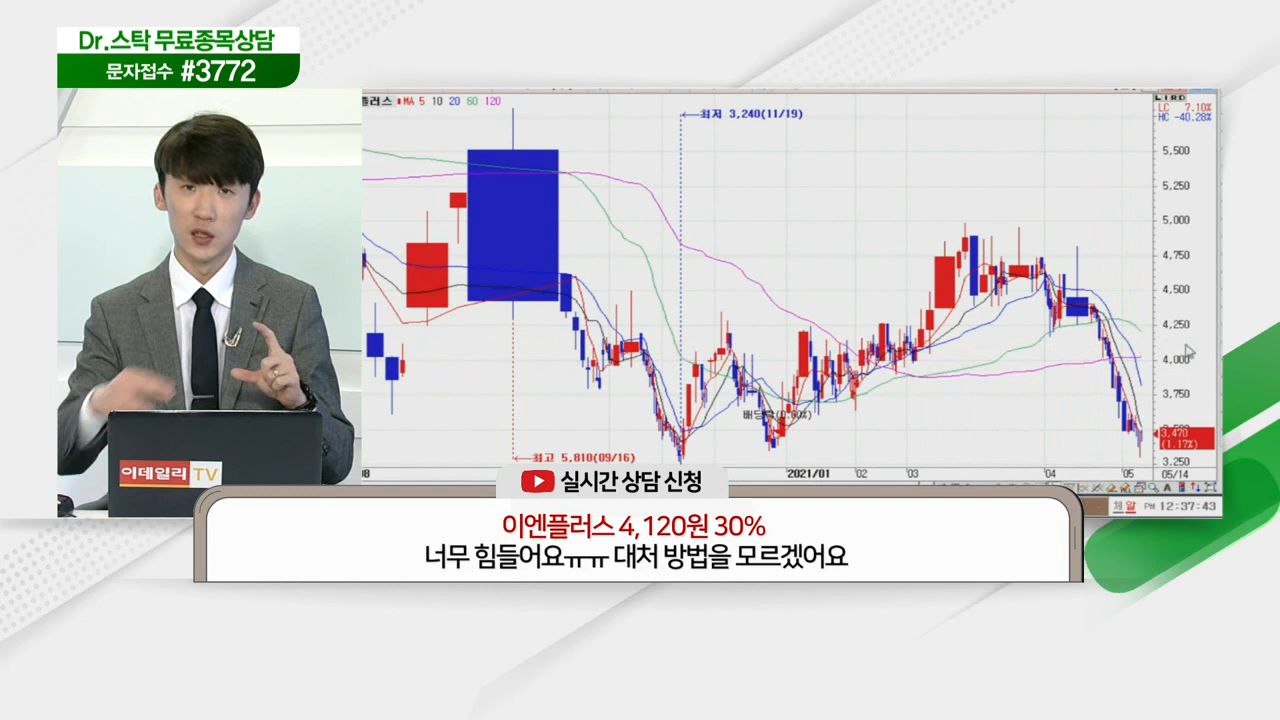 Dr.스탁 무료종목상담
문자접수 #3772
플러스 MA 5 10 20 60 120
최저 3,240(11/19)
LC 7.10%
HC -40.28%
5,500
5,250
5,000
4,750
4,500
4,250
4,000
3,750
3,470
(1.17%)
3.250
최고 5,810(09/16)
2021/01
02
03
04
05
05/14
PM 12:37:43
이데일리 TV
실시간 상담 신청
이엔플러스 4,120원 30%
너무 힘들어요ㅠㅠ 대처 방법을 모르겠어요